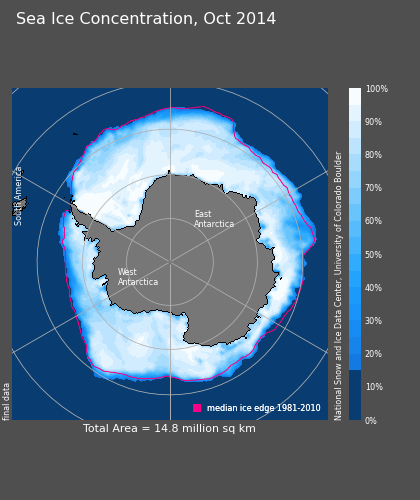 Sea Ice Concentration, Oct 2014
South America
East
Antarctica
West
Antarctica
final data
median ice edge 1981-2010
Total Area = 14.8 million sq km
National Snow and Ice Data Center, University of Colorado Boulder
100%
90%
80%
70%
60%
50%
40%
30%
20%
10%
0%